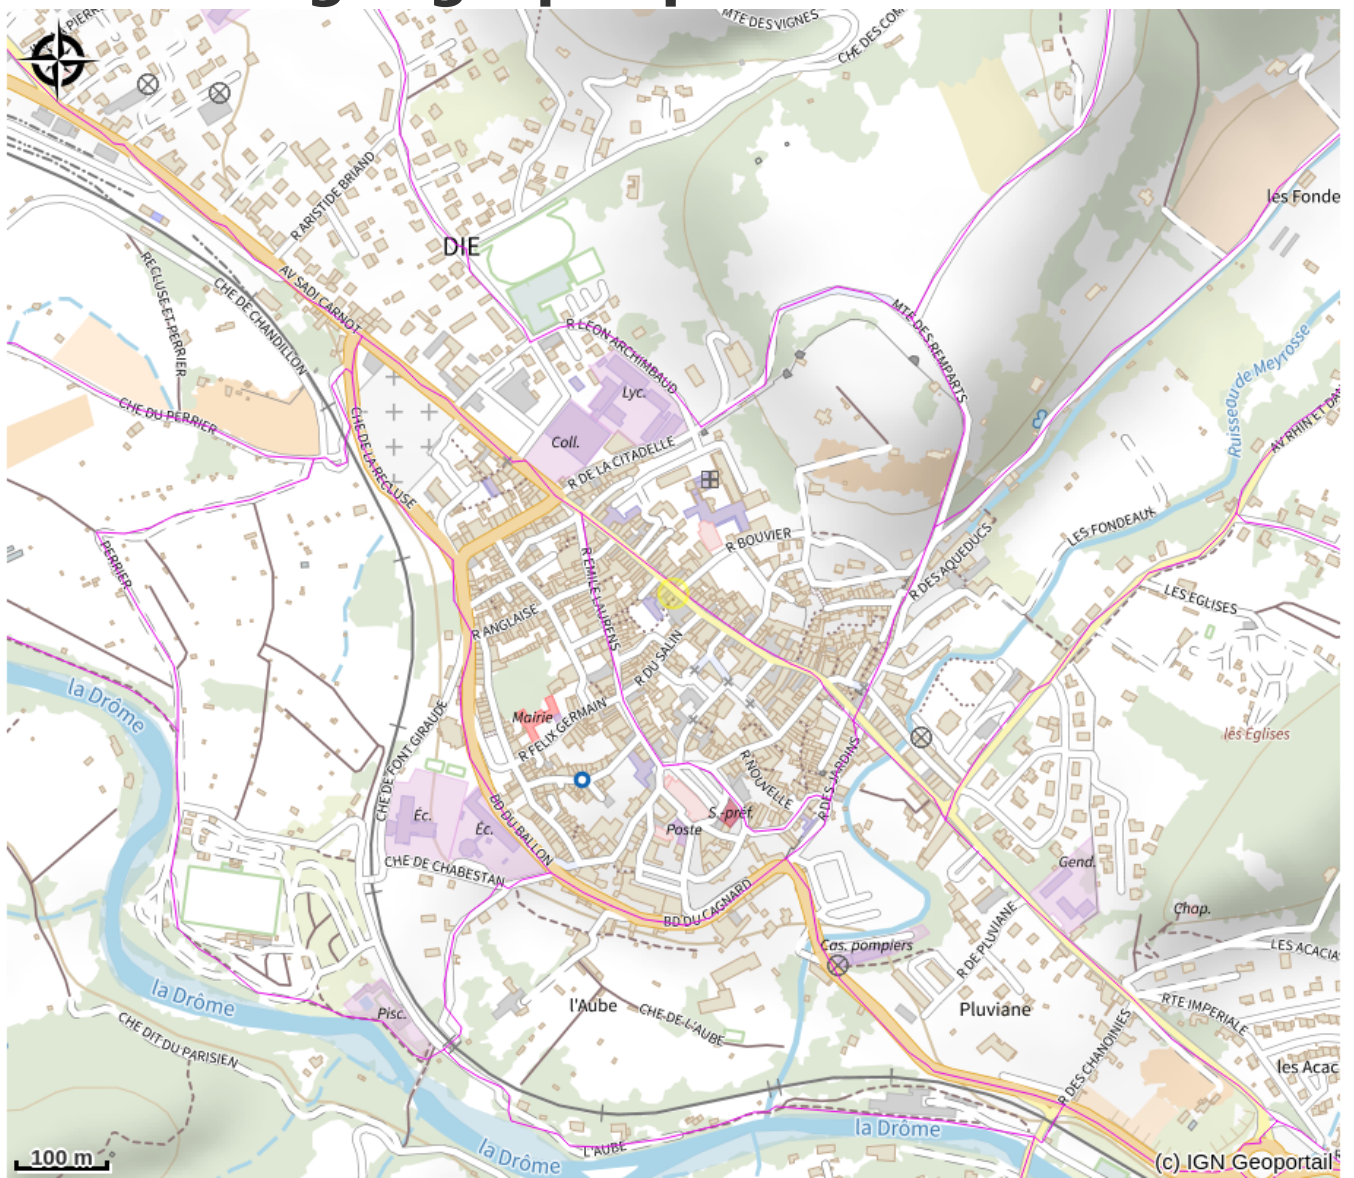 MTE DES VIGNES
CHE DES COM
R ARISTIDE BRIAND
les Fonde
DIE
RECLUSE ET PERRIER
AV SADI CARNOT
CHE DE CHANDILLON
MTE DES REMPARTS
R LEON ARCHIMBAUD
Ruisseau de Meyrosse
Lyc.
CHE DU PERRIER
CHE DE LA RECLUSE
Coll.
R DE LA CITADELLE
AV RHIN ET DAN
PERRIER
R BOUVIER
LES FONDEAUX
R EMILE LAURENS
R DES AQUEDUCS
R ANGLAISE
LES EGLISES
R DU SALIN
la Drôme
Mairie
R FELIX GERMAIN
les Eglises
CHE DE FONT GIRAUDE
R NOUVELLE
R DES JARDINS
Éc.
Éc.
BD DU BALLON
S.-préf.
Poste
CHE DE CHABESTAN
Gend.
BD DU CAGNARD
Chap.
Cas. pompiers
R DE PLUVIANE
LES ACACIA
la Drôme
Pisc.
l'Aube
CHE-DE-L'AUBE
Pluviane
RTE IMPERIALE
CHE DIT DU PARISIEN
R DES CHANOINIES
les Acac
L'AUBE
la Drôme
la Drôme
100 m
(c) IGN Geoportail